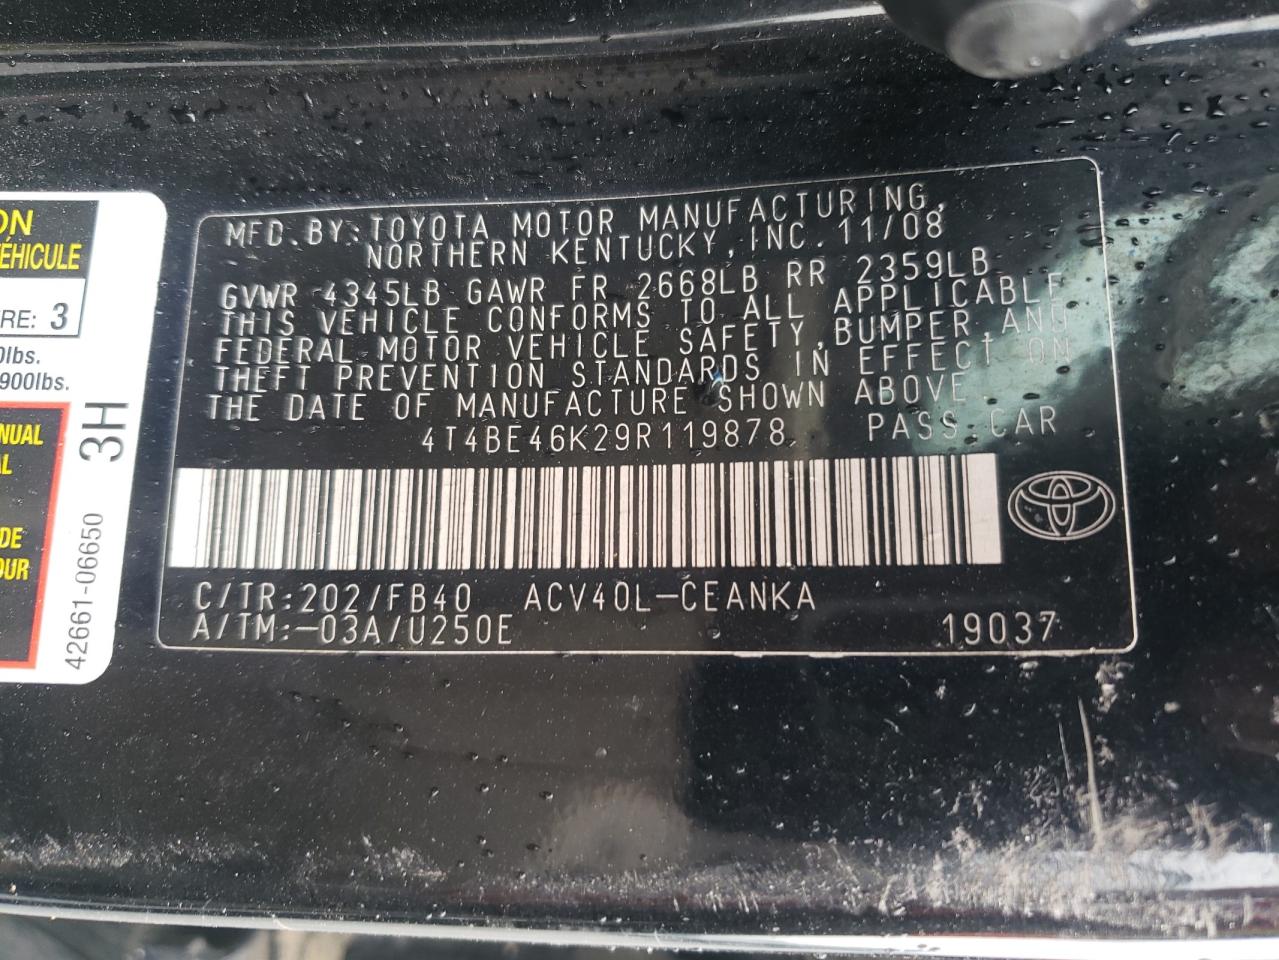 ON
ÉHICULE
RE: 3
0lbs.
900lbs.
NUAL
AL
DE
OUR
42661-06650 3H
MFD.BY:TOYOTA MOTOR MANUFACTURING,
NORTHERN KENTUCKY, INC. 11/08
GVWR 4345LB GAWR FR 2668LB RR 2359LB
THIS VEHICLE CONFORMS TO ALL APPLICABLE
FEDERAL MOTOR VEHICLE SAFETY,BUMPER,AND
THEFT PREVENTION STANDARDS IN EFFECT ON
THE DATE OF MANUFACTURE SHOWN ABOVE.
4T4BE46K29R119878 PASS.CAR
C/TR:202/FB40 ACV40L-CEANKA
A/TM:-03A/U250E 19037